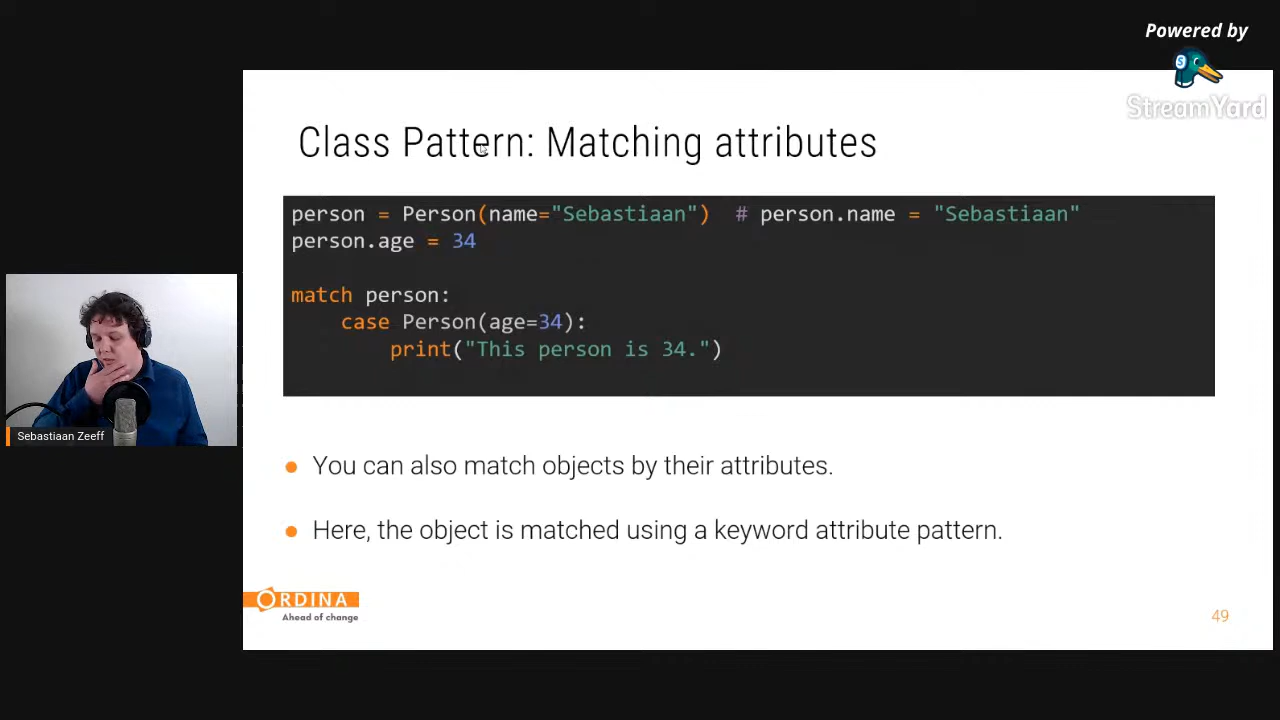 Powered by
StreamYard
Class Pattern: Matching attributes
person = Person(name="Sebastiaan")  # person.name = "Sebastiaan"
person.age = 34
match person:
    case Person(age=34):
        print("This person is 34.")
Sebastiaan Zeeff
You can also match objects by their attributes.
Here, the object is matched using a keyword attribute pattern.
ORDINA
Ahead of change
49